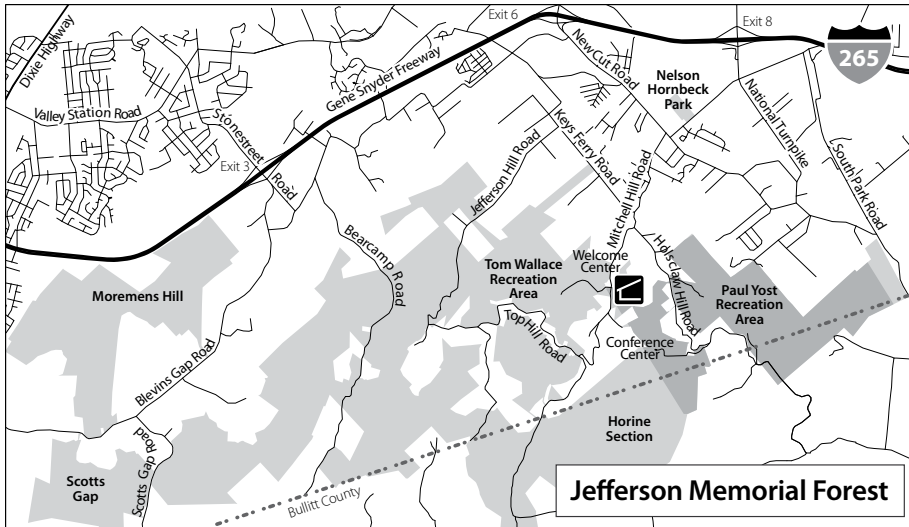 Exit 6
Exit 8
Dixie Highway
265
New Cut Road
Nelson
Hornbeck
Park
Gene Snyder Freeway
Valley Station Road
Stonestreet
Road
National Turnpike
Keys Ferry Road
Exit 3
Jefferson Hill Road
South Park Road
Mitchell Hill Road
Bearcamp Road
Holsclaw Hill Road
Welcome
Center
Tom Wallace
Recreation
Area
Moremens Hill
Paul Yost
Recreation
Area
Top Hill Road
Conference
Center
Blevins Gap Road
Horine
Section
Scotts Gap Road
Scotts
Gap
Bullitt County
Jefferson Memorial Forest